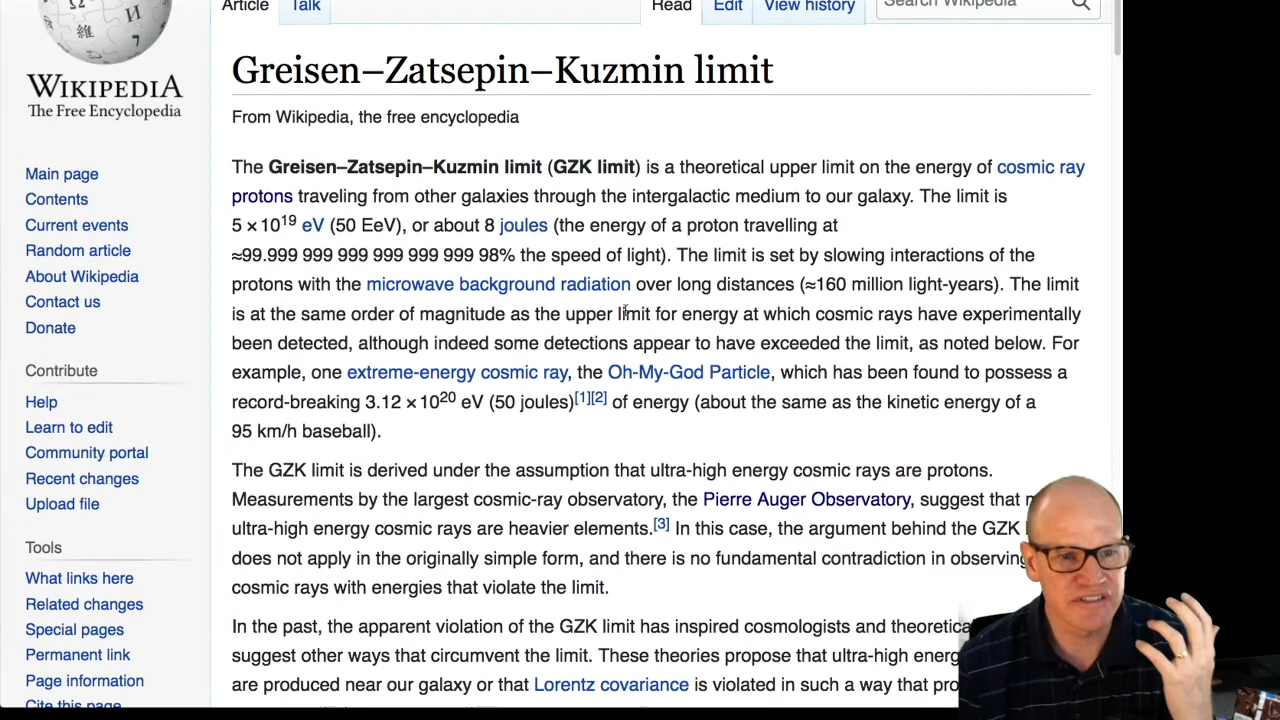 Article Talk Read Edit View history Search Wikipedia
WIKIPEDIA
The Free Encyclopedia
Main page
Contents
Current events
Random article
About Wikipedia
Contact us
Donate
Contribute
Help
Learn to edit
Community portal
Recent changes
Upload file
Tools
What links here
Related changes
Special pages
Permanent link
Page information
Cite this page
Greisen–Zatsepin–Kuzmin limit
From Wikipedia, the free encyclopedia
The Greisen–Zatsepin–Kuzmin limit (GZK limit) is a theoretical upper limit on the energy of cosmic ray
protons traveling from other galaxies through the intergalactic medium to our galaxy. The limit is
5 × 10¹⁹ eV (50 EeV), or about 8 joules (the energy of a proton travelling at
≈99.999 999 999 999 999 999 98% the speed of light). The limit is set by slowing interactions of the
protons with the microwave background radiation over long distances (≈160 million light-years). The limit
is at the same order of magnitude as the upper limit for energy at which cosmic rays have experimentally
been detected, although indeed some detections appear to have exceeded the limit, as noted below. For
example, one extreme-energy cosmic ray, the Oh-My-God Particle, which has been found to possess a
record-breaking 3.12 × 10²⁰ eV (50 joules)[1][2] of energy (about the same as the kinetic energy of a
95 km/h baseball).
The GZK limit is derived under the assumption that ultra-high energy cosmic rays are protons.
Measurements by the largest cosmic-ray observatory, the Pierre Auger Observatory, suggest that
ultra-high energy cosmic rays are heavier elements.[3] In this case, the argument behind the GZK
does not apply in the originally simple form, and there is no fundamental contradiction in observing
cosmic rays with energies that violate the limit.
In the past, the apparent violation of the GZK limit has inspired cosmologists and
suggest other ways that circumvent the limit. These theories propose that
are produced near our galaxy or that Lorentz covariance is violated in such a way that